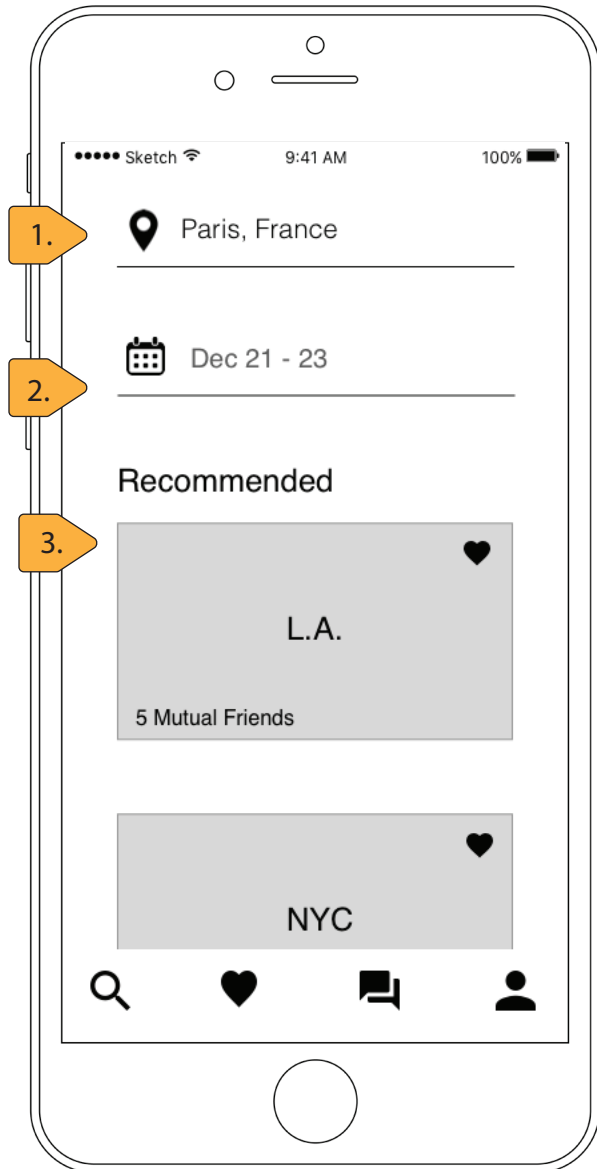 ●●●●● Sketch 9:41 AM 100%
1. Paris, France
Dec 21 - 23
2.
Recommended
3.
L.A.
5 Mutual Friends
NYC